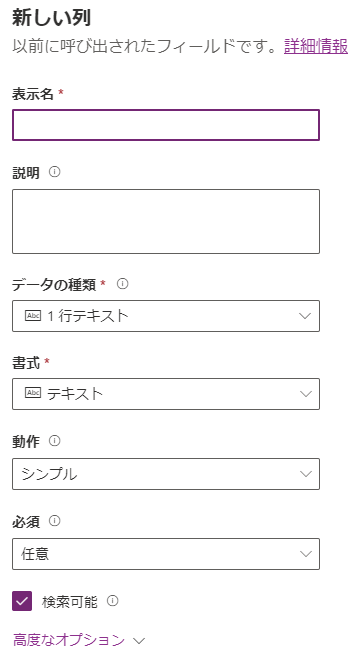 新しい列
以前に呼び出されたフィールドです。詳細情報
表示名 *
説明
データの種類 *
Abc 1 行テキスト
書式 *
Abc テキスト
動作
シンプル
必須
任意
検索可能
高度なオプション